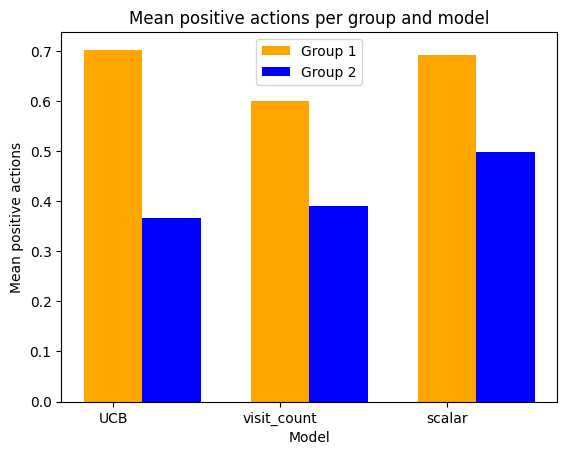 Mean positive actions per group and model
Group 1
Group 2
Mean positive actions
0.7
0.6
0.5
0.4
0.3
0.2
0.1
0.0
UCB
visit_count
scalar
Model